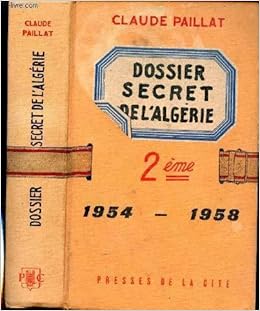 CLAUDE
PAILLAT
SECRET DE L'ALGÉRIE
DOSSIER
P C
CLAUDE PAILLAT
DOSSIER
SECRET
DE L'ALGÉRIE
2ème
1954 - 1958
PRESSES DE LA CITÉ